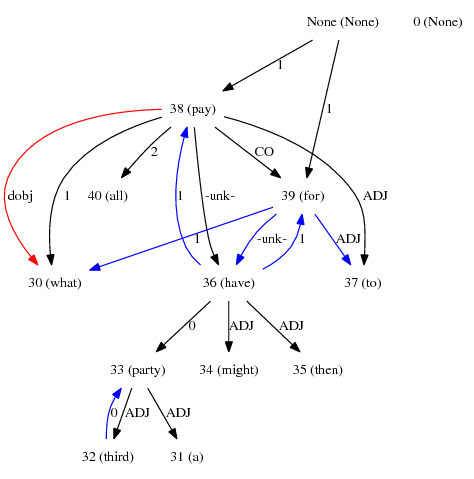 None (None) 0 (None)
1
38 (pay) 1
2 CO
dobj 1 40 (all) 1 -unk- 39 (for) ADJ
1 -unk- 1 ADJ
30 (what) 36 (have) 37 (to)
0 ADJ ADJ
33 (party) 34 (might) 35 (then)
0 ADJ ADJ
32 (third) 31 (a)